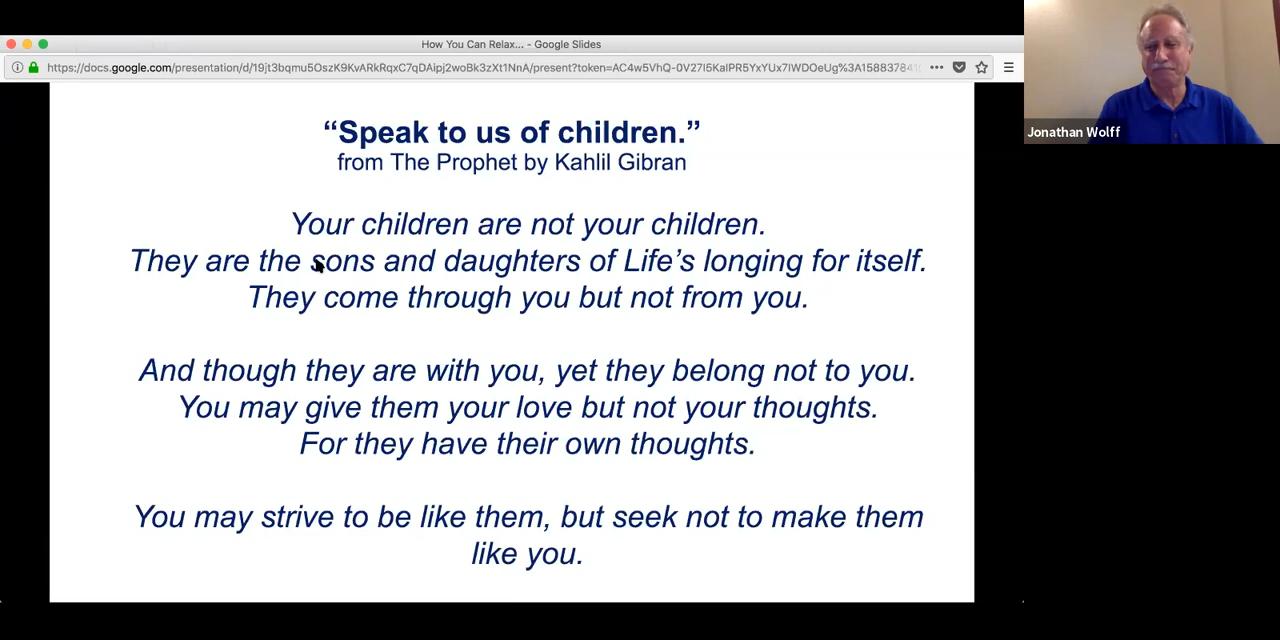 How You Can Relax... - Google Slides
“Speak to us of children.”
from The Prophet by Kahlil Gibran
Your children are not your children.
They are the sons and daughters of Life’s longing for itself.
They come through you but not from you.
And though they are with you, yet they belong not to you.
You may give them your love but not your thoughts.
For they have their own thoughts.
You may strive to be like them, but seek not to make them
like you.
Jonathan Wolff